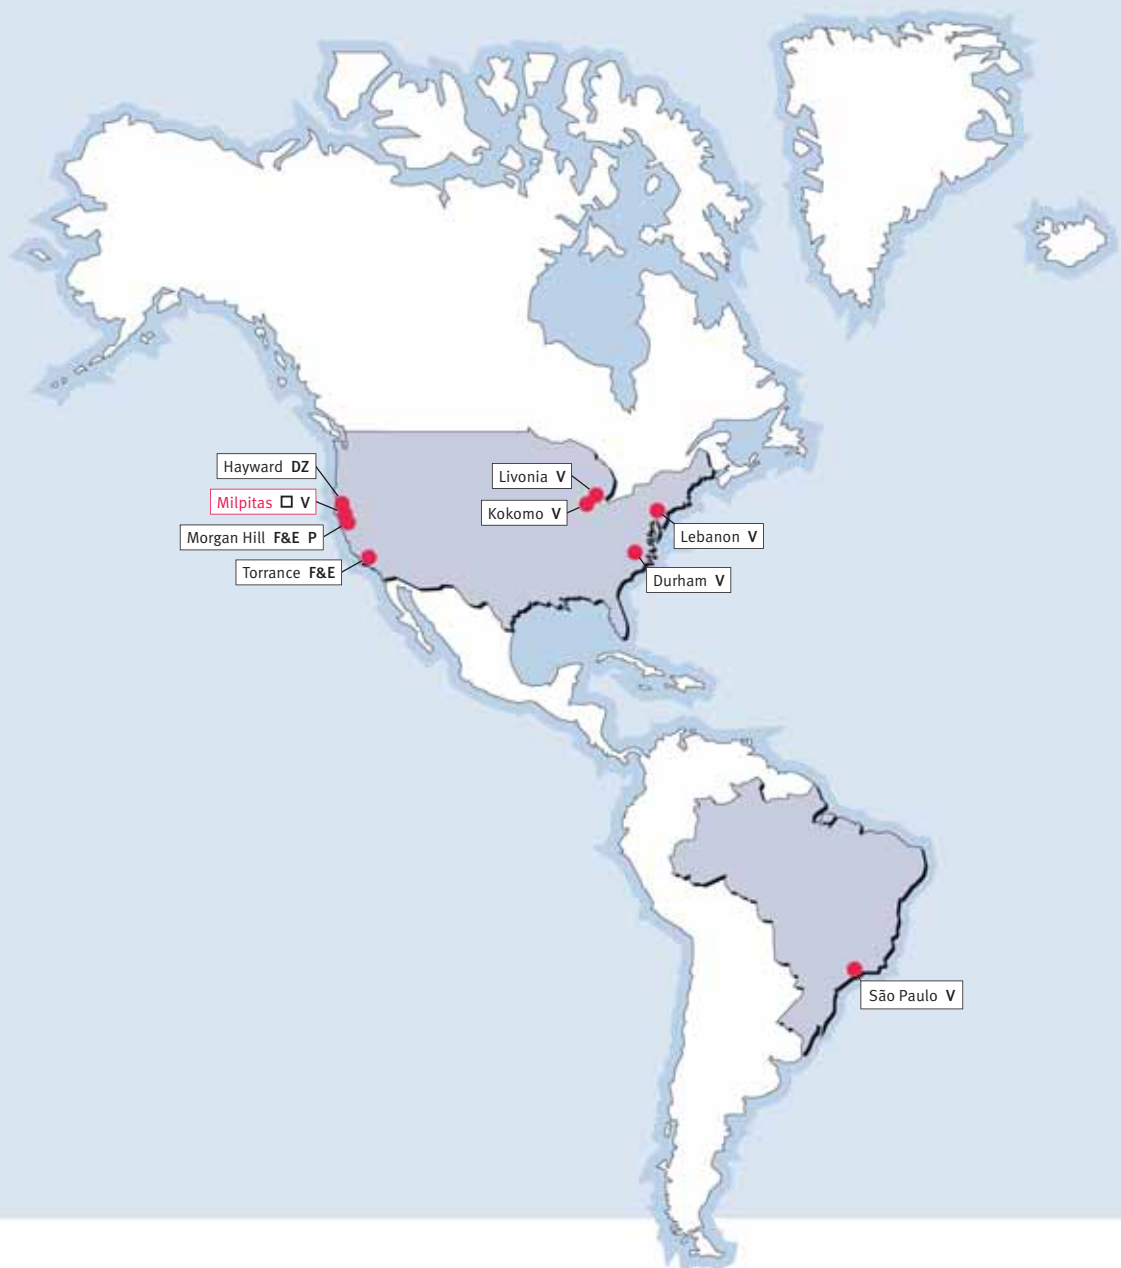 Hayward DZ
Milpitas □ V
Morgan Hill F&E P
Torrance F&E
Livonia V
Kokomo V
Lebanon V
Durham V
São Paulo V